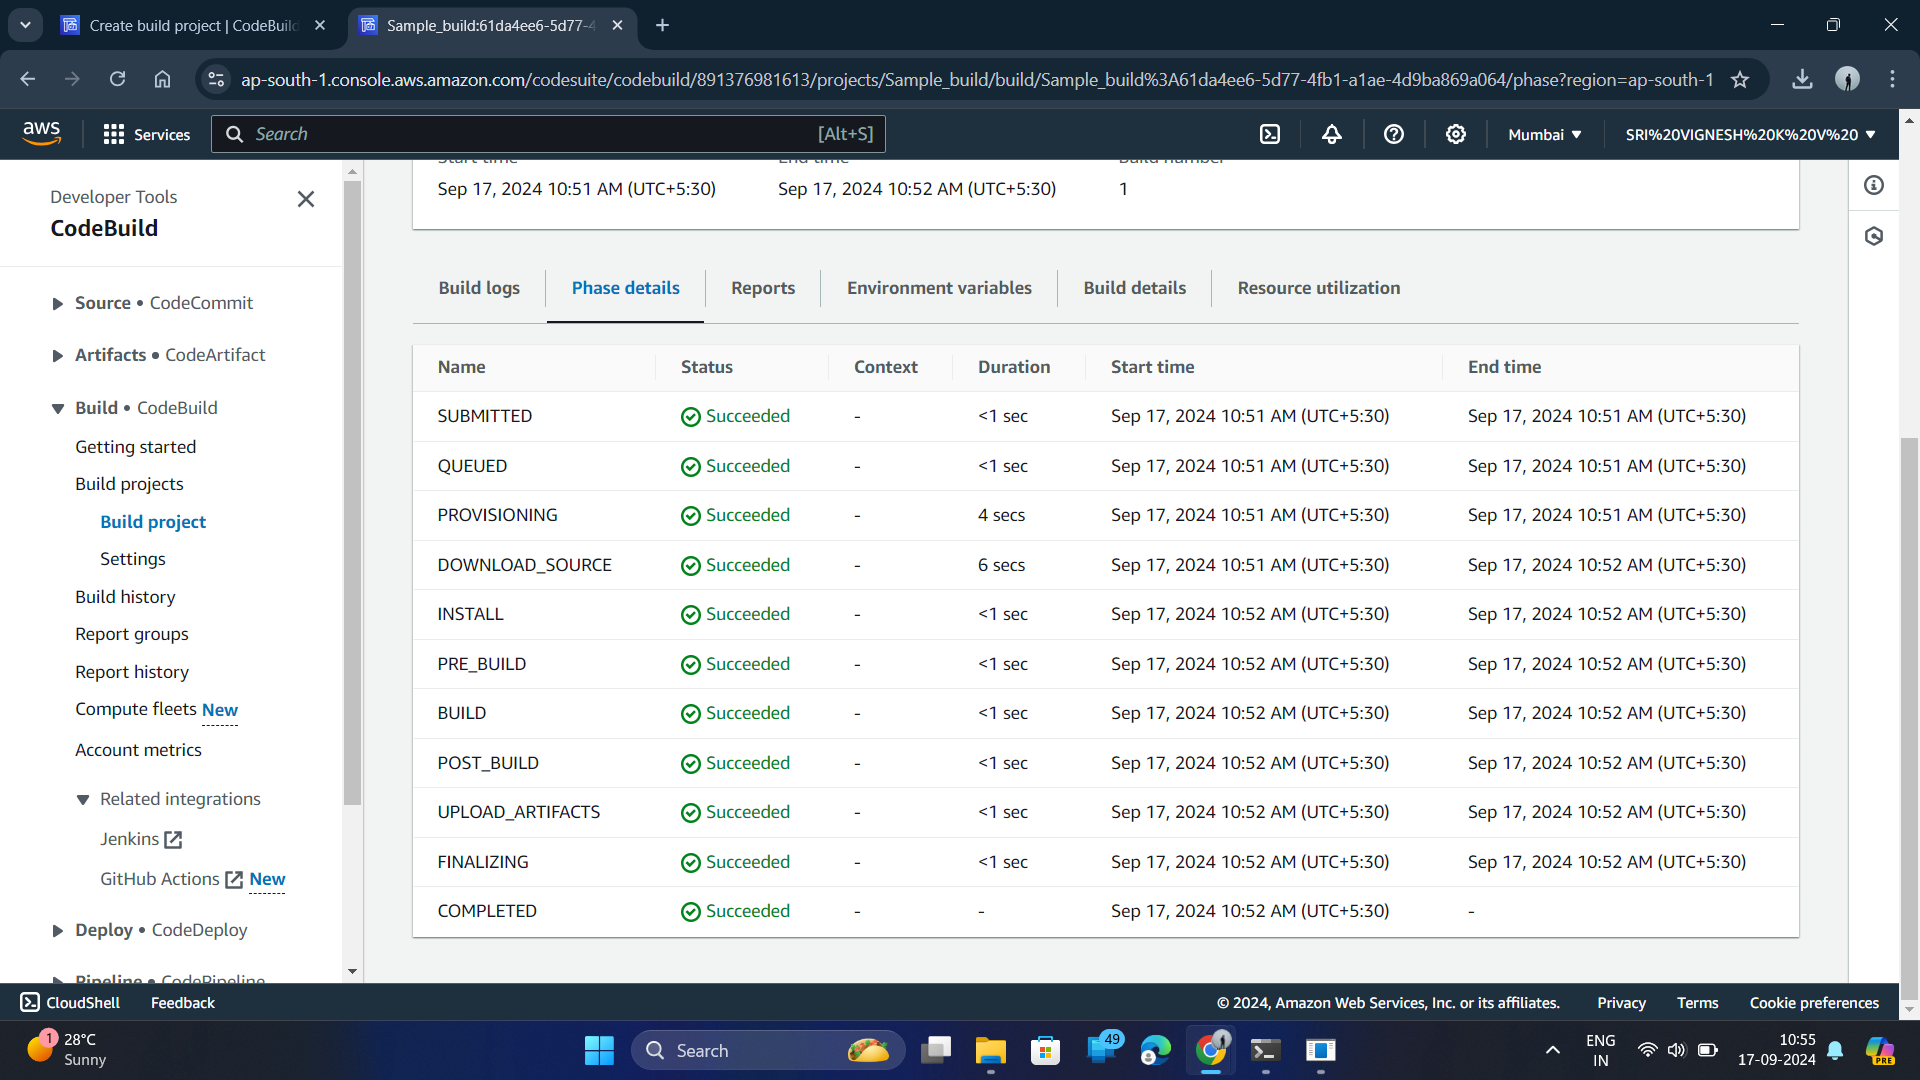 Create build project | CodeBuild
Sample_build:61da4ee6-5d77-4
ap-south-1.console.aws.amazon.com/codesuite/codebuild/891376981613/projects/Sample_build/build/Sample_build%3A61da4ee6-5d77-4fb1-a1ae-4d9ba869a064/phase?region=ap-south-1
aws Services Search [Alt+S] Mumbai SRI%20VIGNESH%20K%20V%20
Developer Tools
CodeBuild
Source • CodeCommit
Artifacts • CodeArtifact
Build • CodeBuild
Getting started
Build projects
Build project
Settings
Build history
Report groups
Report history
Compute fleets New
Account metrics
Related integrations
Jenkins
GitHub Actions New
Deploy • CodeDeploy
Pipeline • CodePipeline
Start time End time Build number
Sep 17, 2024 10:51 AM (UTC+5:30) Sep 17, 2024 10:52 AM (UTC+5:30) 1
Build logs Phase details Reports Environment variables Build details Resource utilization
Name Status Context Duration Start time End time
SUBMITTED Succeeded - <1 sec Sep 17, 2024 10:51 AM (UTC+5:30) Sep 17, 2024 10:51 AM (UTC+5:30)
QUEUED Succeeded - <1 sec Sep 17, 2024 10:51 AM (UTC+5:30) Sep 17, 2024 10:51 AM (UTC+5:30)
PROVISIONING Succeeded - 4 secs Sep 17, 2024 10:51 AM (UTC+5:30) Sep 17, 2024 10:51 AM (UTC+5:30)
DOWNLOAD_SOURCE Succeeded - 6 secs Sep 17, 2024 10:51 AM (UTC+5:30) Sep 17, 2024 10:52 AM (UTC+5:30)
INSTALL Succeeded - <1 sec Sep 17, 2024 10:52 AM (UTC+5:30) Sep 17, 2024 10:52 AM (UTC+5:30)
PRE_BUILD Succeeded - <1 sec Sep 17, 2024 10:52 AM (UTC+5:30) Sep 17, 2024 10:52 AM (UTC+5:30)
BUILD Succeeded - <1 sec Sep 17, 2024 10:52 AM (UTC+5:30) Sep 17, 2024 10:52 AM (UTC+5:30)
POST_BUILD Succeeded - <1 sec Sep 17, 2024 10:52 AM (UTC+5:30) Sep 17, 2024 10:52 AM (UTC+5:30)
UPLOAD_ARTIFACTS Succeeded - <1 sec Sep 17, 2024 10:52 AM (UTC+5:30) Sep 17, 2024 10:52 AM (UTC+5:30)
FINALIZING Succeeded - <1 sec Sep 17, 2024 10:52 AM (UTC+5:30) Sep 17, 2024 10:52 AM (UTC+5:30)
COMPLETED Succeeded - - Sep 17, 2024 10:52 AM (UTC+5:30) -
CloudShell Feedback © 2024, Amazon Web Services, Inc. or its affiliates. Privacy Terms Cookie preferences
1 28°C
Sunny
Search
49
ENG
IN
10:55
17-09-2024
PRE